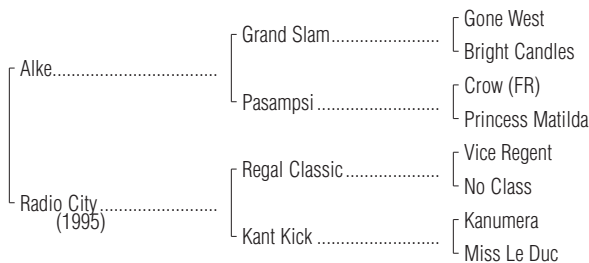 Gone West
Grand Slam........................
Bright Candles
Alke....................................
Crow (FR)
Pasampsi...........................
Princess Matilda
Vice Regent
Regal Classic.....................
No Class
Radio City..........................
(1995)
Kanumera
Kant Kick ...........................
Miss Le Duc